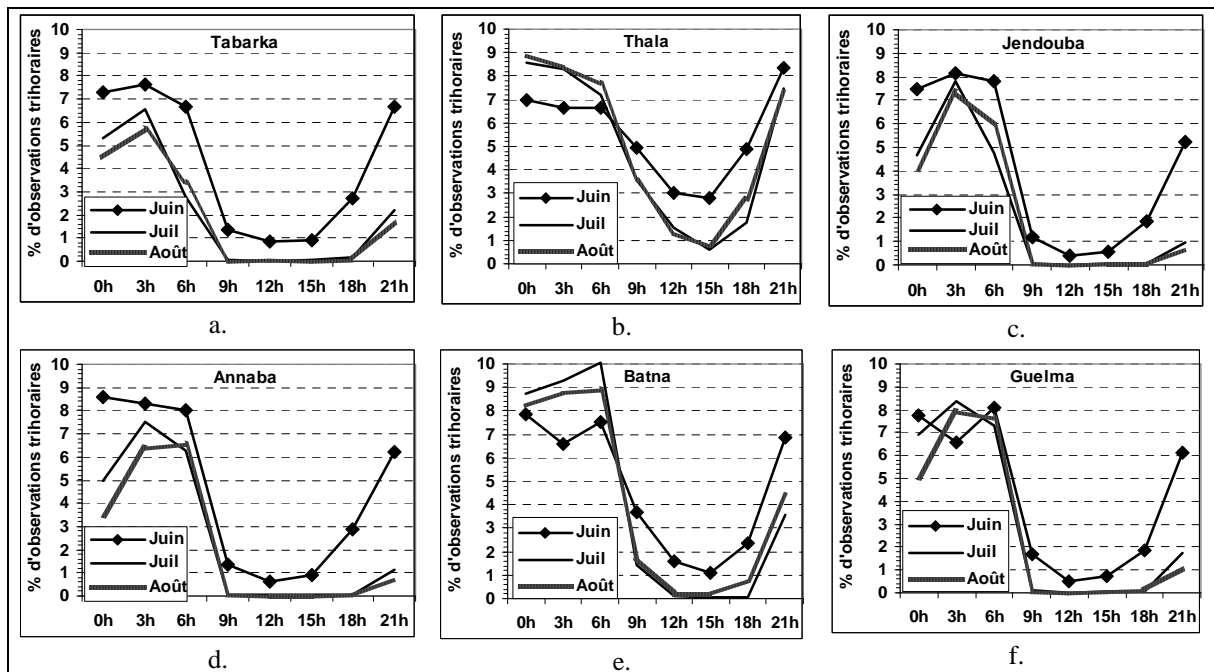 Tabarka
% d'observations trihoraires
10
9
8
7
6
5
4
3
2
1
0
Juin
Juil
Août
0h 3h 6h 9h 12h 15h 18h 21h
a.
Thala
% d'observations trihoraires
10
9
8
7
6
5
4
3
2
1
0
Juin
Juil
Août
0h 3h 6h 9h 12h 15h 18h 21h
b.
Jendouba
% d'observations trihoraires
10
9
8
7
6
5
4
3
2
1
0
Juin
Juil
Août
0h 3h 6h 9h 12h 15h 18h 21h
c.
Annaba
% d'observations trihoraires
10
9
8
7
6
5
4
3
2
1
0
Juin
Juil
Août
0h 3h 6h 9h 12h 15h 18h 21h
d.
Batna
% d'observations trihoraires
10
9
8
7
6
5
4
3
2
1
0
Juin
Juil
Août
0h 3h 6h 9h 12h 15h 18h 21h
e.
Guelma
% d'observations trihoraires
10
9
8
7
6
5
4
3
2
1
0
Juin
Juil
Août
0h 3h 6h 9h 12h 15h 18h 21h
f.